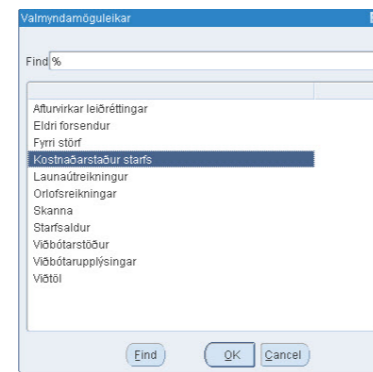 Valmyndamöguleikar
Find %
Afturvirkar leiðréttingar
Eldri forsendur
Fyrri störf
Kostnaðarstaður starfs
Launaútreikningur
Orlofsreikningar
Skanna
Starfsaldur
Viðbótarstöður
Viðbótarupplýsingar
Viðtöl
Find OK Cancel